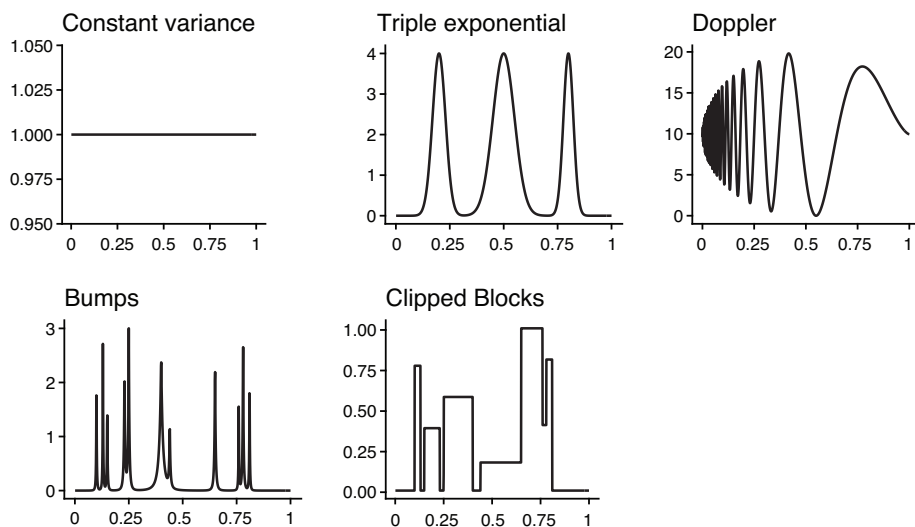 Constant variance
1.050
1.025
1.000
0.975
0.950
0 0.25 0.5 0.75 1
Triple exponential
4
3
2
1
0
0 0.25 0.5 0.75 1
Doppler
20
15
10
5
0
0 0.25 0.5 0.75 1
Bumps
3
2
1
0
0 0.25 0.5 0.75 1
Clipped Blocks
1.00
0.75
0.50
0.25
0.00
0 0.25 0.5 0.75 1